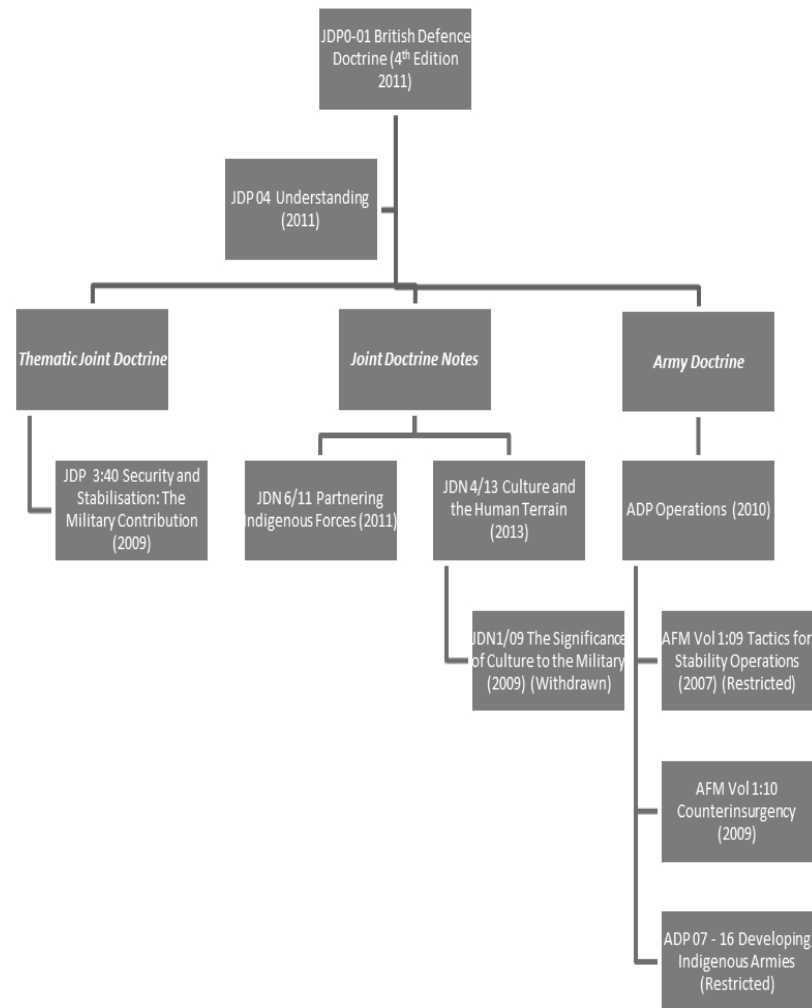 JDP0-01 British Defence
Doctrine (4th Edition
2011)
JDP 04 Understanding
(2011)
Thematic Joint Doctrine
Joint Doctrine Notes
Army Doctrine
JDP 3:40 Security and
Stabilisation: The
Military Contribution
(2009)
JDN 6/11 Partnering
Indigenous Forces (2011)
JDN 4/13 Culture and
the Human Terrain
(2013)
ADP Operations (2010)
JDN1/09 The Significance
of Culture to the Military
(2009) (Withdrawn)
AFM Vol 1:09 Tactics for
Stability Operations
(2007) (Restricted)
AFM Vol 1:10
Counterinsurgency
(2009)
ADP 07 - 16 Developing
Indigenous Armies
(Restricted)